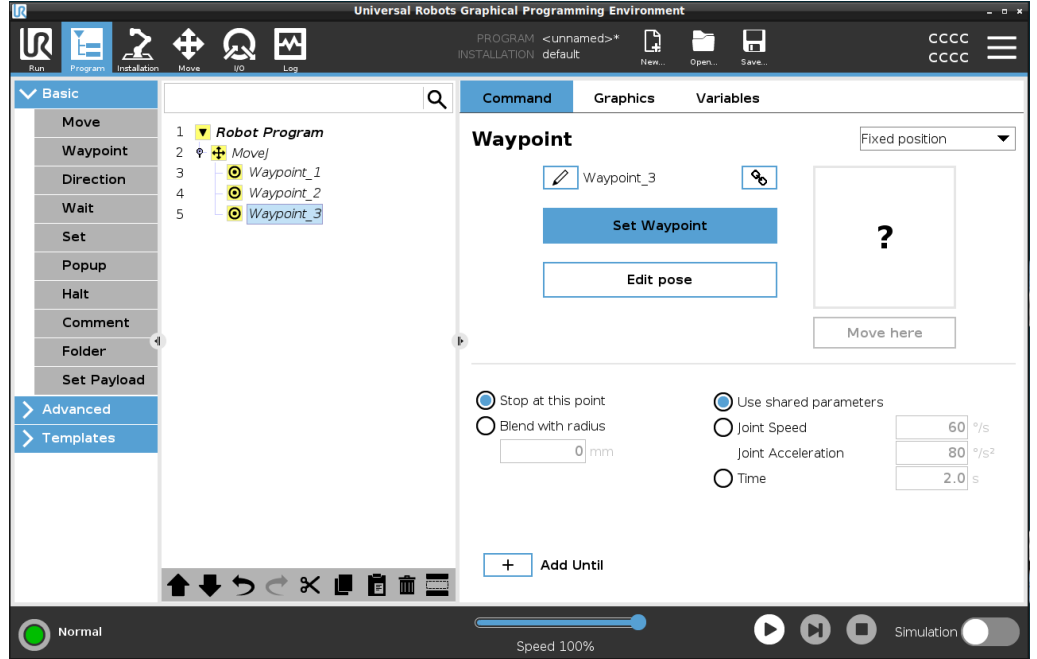 Universal Robots Graphical Programming Environment
UR
Run
Program
Installation
Move
I/O
Log
PROGRAM <unnamed>*
INSTALLATION default
New...
Open...
Save...
CCCC
CCCC
Basic
Move
Waypoint
Direction
Wait
Set
Popup
Halt
Comment
Folder
Set Payload
Advanced
Templates
1 Robot Program
2 MoveJ
3 Waypoint_1
4 Waypoint_2
5 Waypoint_3
Command Graphics Variables
Waypoint
Fixed position
Waypoint_3
Set Waypoint
Edit pose
?
Move here
Stop at this point
Blend with radius
0 mm
Use shared parameters
Joint Speed 60 °/s
Joint Acceleration 80 °/s²
Time 2.0 s
+ Add Until
Normal
Speed 100%
Simulation